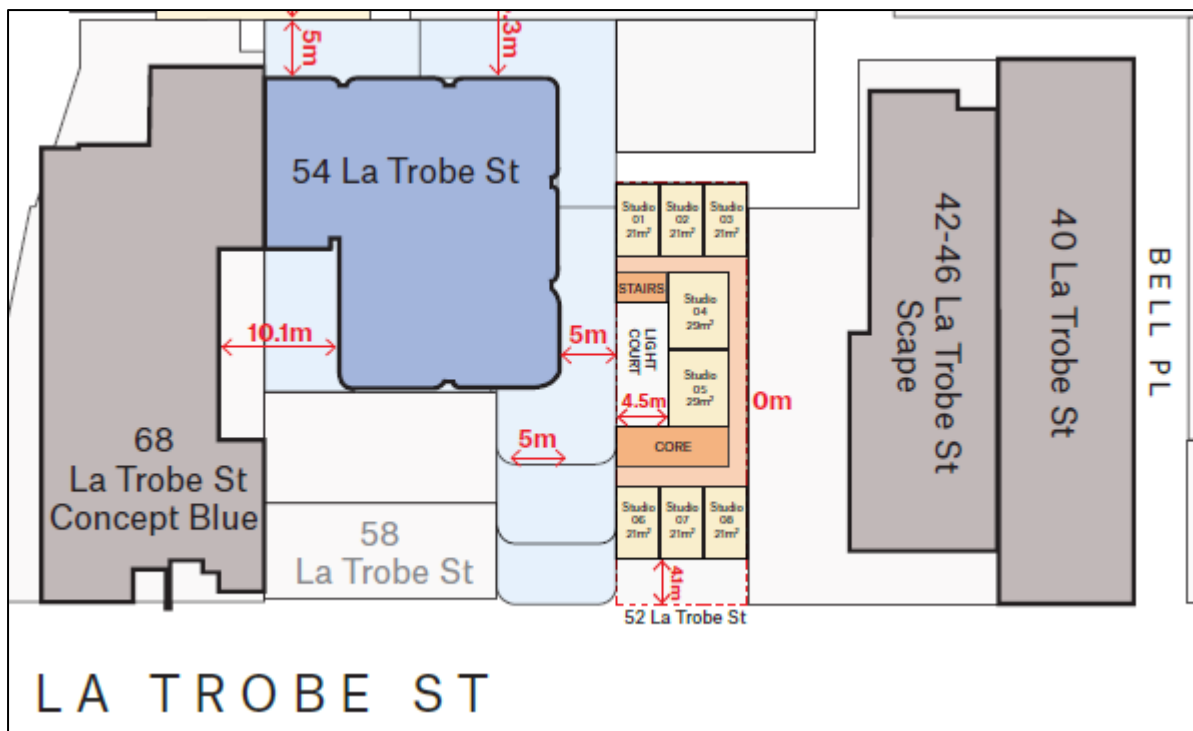 5m
.3m
54 La Trobe St
Studio
01
21m²
Studio
02
21m²
Studio
03
21m²
STAIRS
Studio
04
29m²
LIGHT
COURT
5m
10.1m
Studio
05
29m²
4.5m
0m
CORE
5m
68
La Trobe St
Concept Blue
58
La Trobe St
Studio
06
21m²
Studio
07
21m²
Studio
08
21m²
4.1m
52 La Trobe St
42-46 La Trobe St
Scape
40 La Trobe St
BELL PL
LA TROBE ST